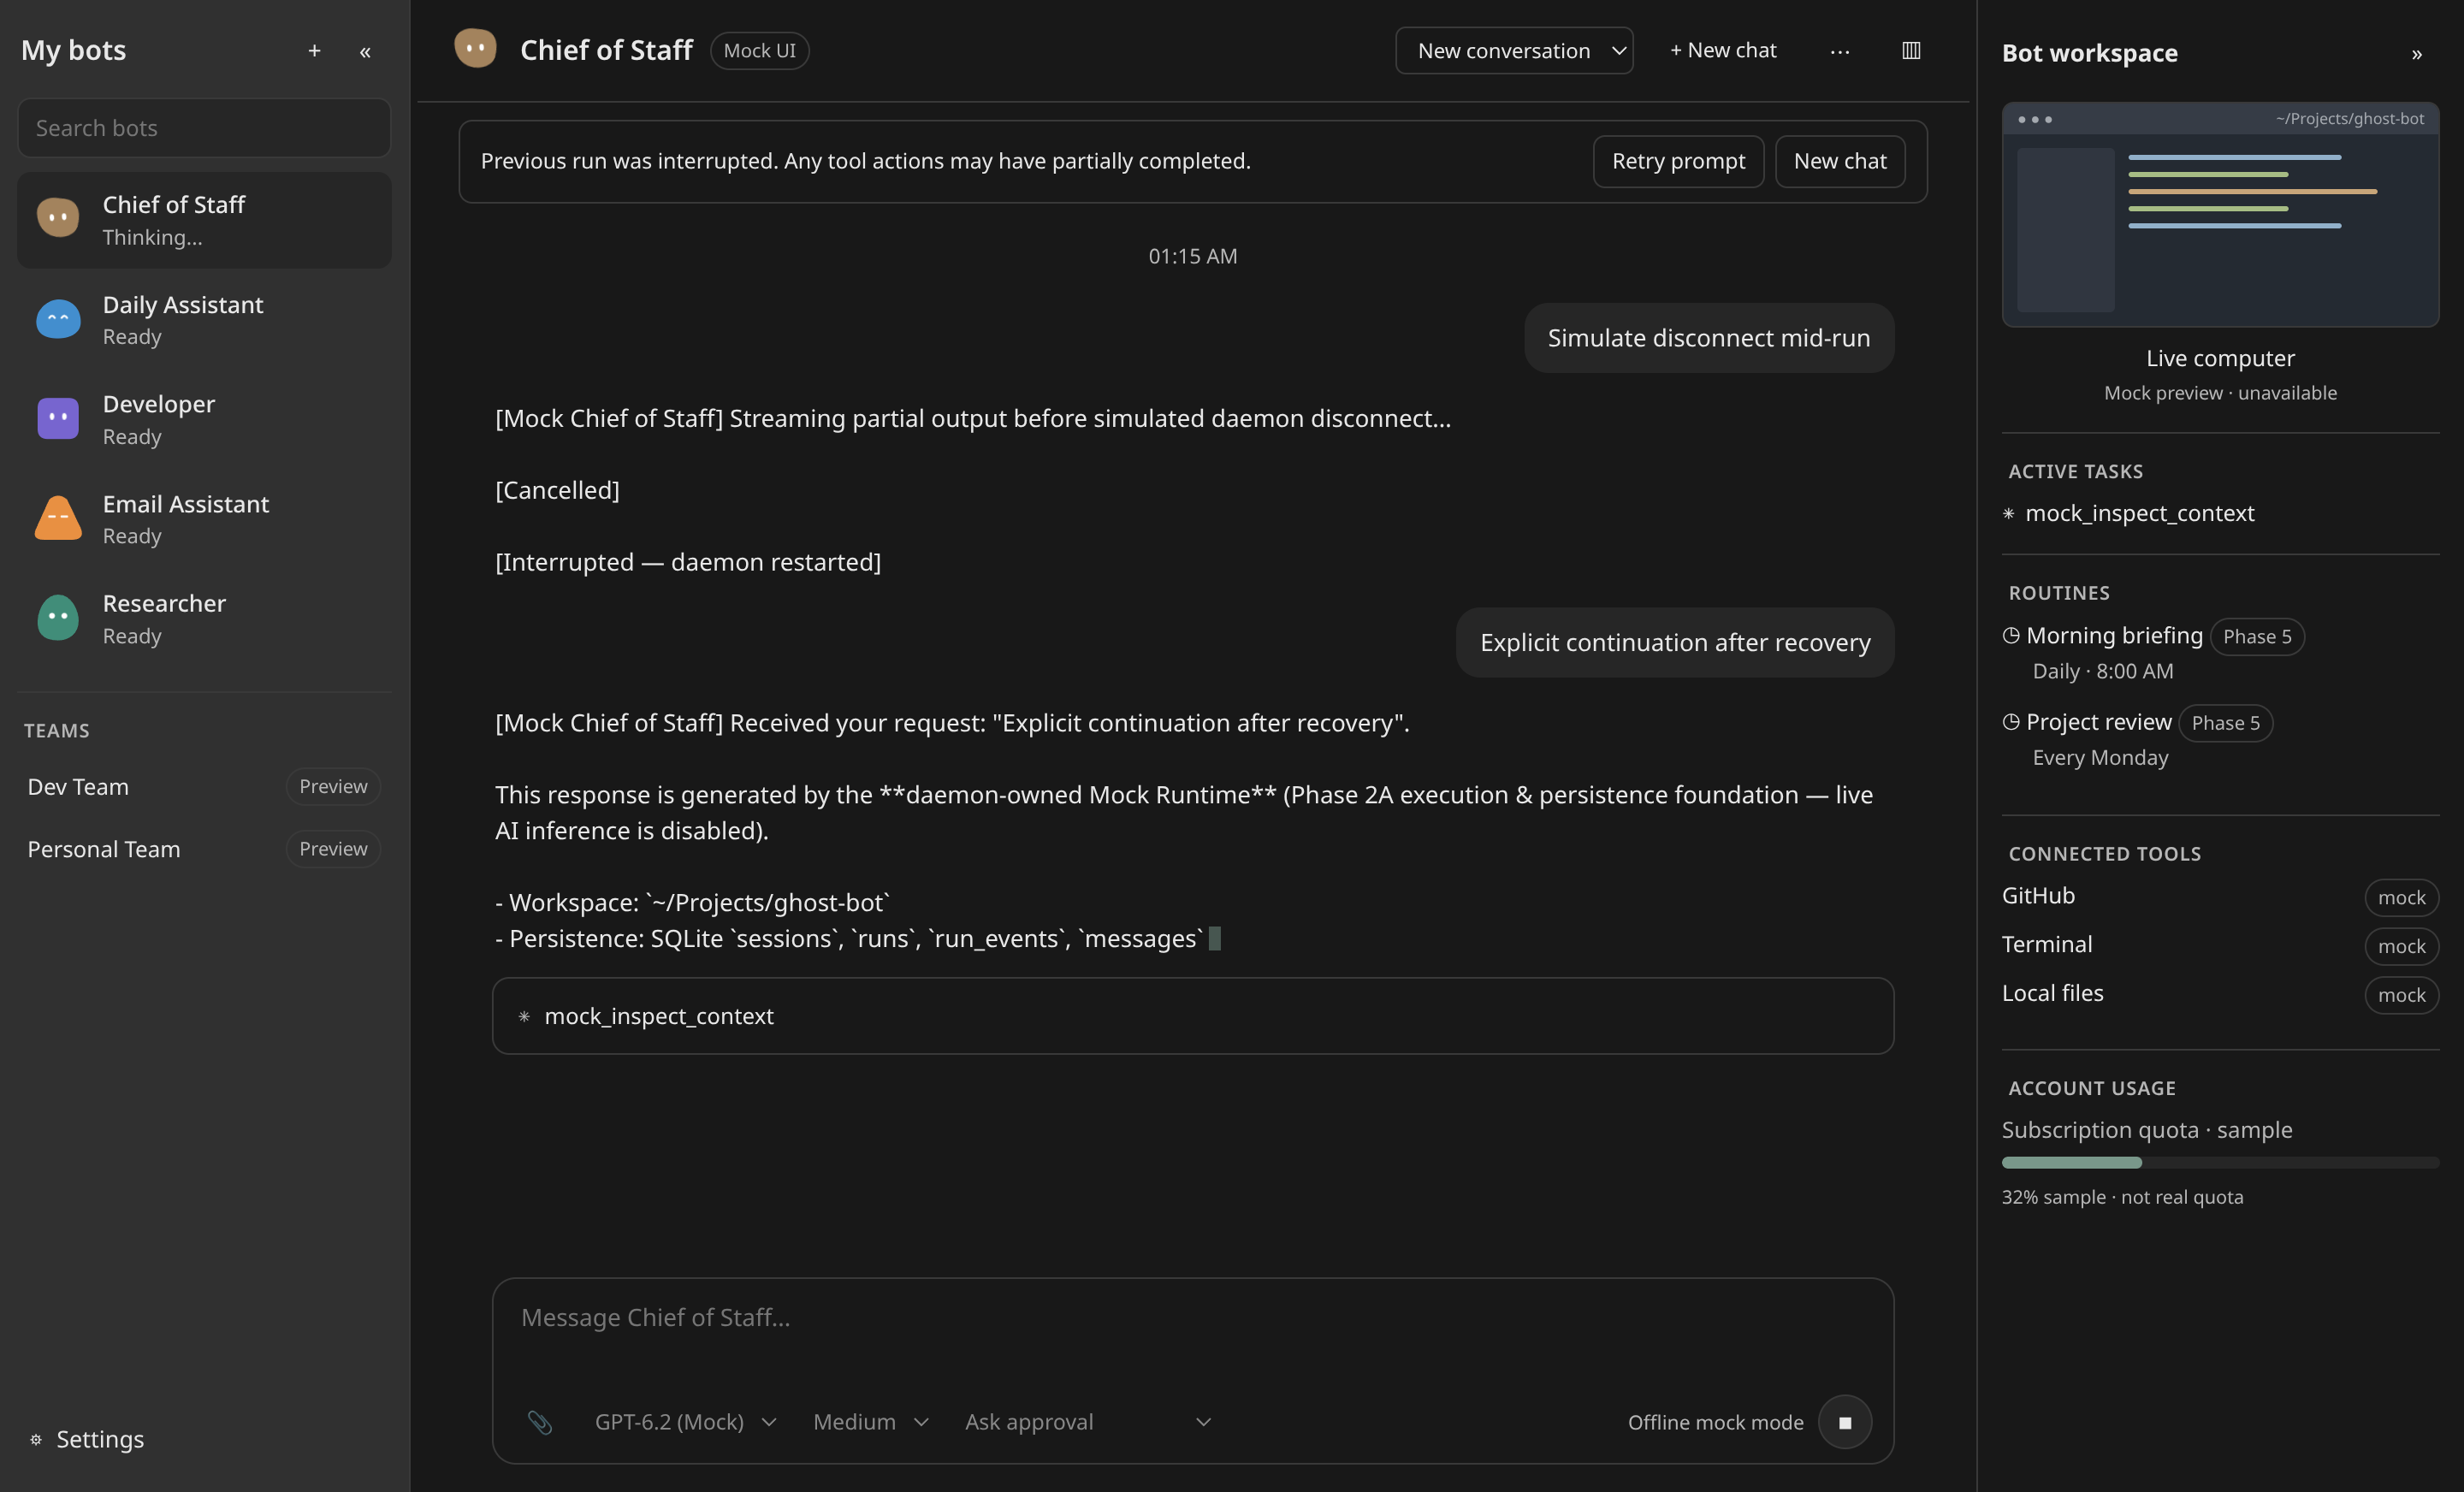 My bots
+
«
Search bots
Chief of Staff
Thinking...
Daily Assistant
Ready
Developer
Ready
Email Assistant
Ready
Researcher
Ready
TEAMS
Dev Team Preview
Personal Team Preview
Settings
Chief of Staff Mock UI
New conversation
+ New chat
...
Previous run was interrupted. Any tool actions may have partially completed.
Retry prompt
New chat
01:15 AM
Simulate disconnect mid-run
[Mock Chief of Staff] Streaming partial output before simulated daemon disconnect...
[Cancelled]
[Interrupted — daemon restarted]
Explicit continuation after recovery
[Mock Chief of Staff] Received your request: "Explicit continuation after recovery".
This response is generated by the **daemon-owned Mock Runtime** (Phase 2A execution & persistence foundation — live
AI inference is disabled).
- Workspace: `~/Projects/ghost-bot`
- Persistence: SQLite `sessions`, `runs`, `run_events`, `messages`
mock_inspect_context
Message Chief of Staff...
GPT-6.2 (Mock)
Medium
Ask approval
Offline mock mode
Bot workspace
»
~/Projects/ghost-bot
Live computer
Mock preview · unavailable
ACTIVE TASKS
mock_inspect_context
ROUTINES
Morning briefing Phase 5
Daily · 8:00 AM
Project review Phase 5
Every Monday
CONNECTED TOOLS
GitHub mock
Terminal mock
Local files mock
ACCOUNT USAGE
Subscription quota · sample
32% sample · not real quota